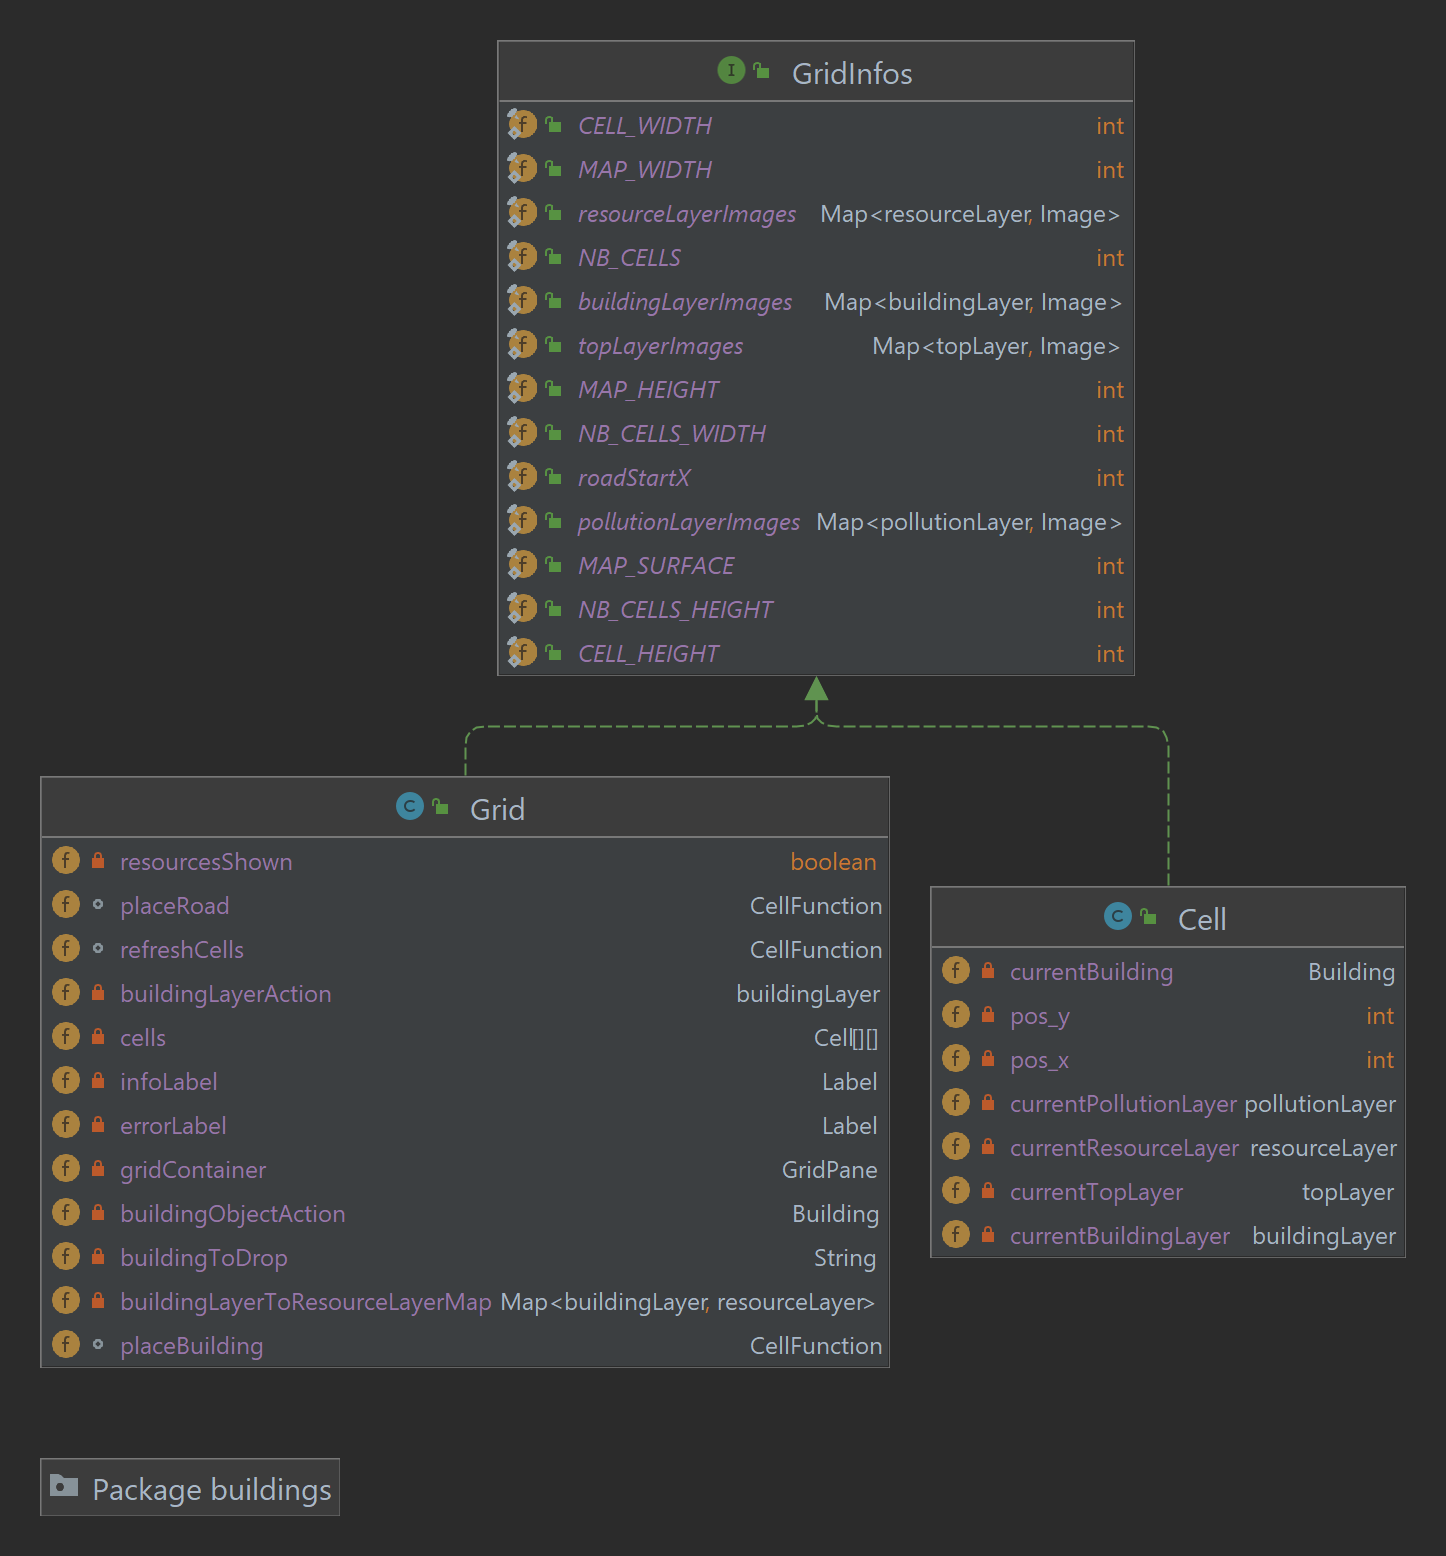 GridInfos
CELL_WIDTH int
MAP_WIDTH int
resourceLayerImages Map<resourceLayer, Image>
NB_CELLS int
buildingLayerImages Map<buildingLayer, Image>
topLayerImages Map<topLayer, Image>
MAP_HEIGHT int
NB_CELLS_WIDTH int
roadStartX int
pollutionLayerImages Map<pollutionLayer, Image>
MAP_SURFACE int
NB_CELLS_HEIGHT int
CELL_HEIGHT int
Grid
resourcesShown boolean
placeRoad CellFunction
refreshCells CellFunction
buildingLayerAction buildingLayer
cells Cell[][]
infoLabel Label
errorLabel Label
gridContainer GridPane
buildingObjectAction Building
buildingToDrop String
buildingLayerToResourceLayerMap Map<buildingLayer, resourceLayer>
placeBuilding CellFunction
Cell
currentBuilding Building
pos_y int
pos_x int
currentPollutionLayer pollutionLayer
currentResourceLayer resourceLayer
currentTopLayer topLayer
currentBuildingLayer buildingLayer
Package buildings